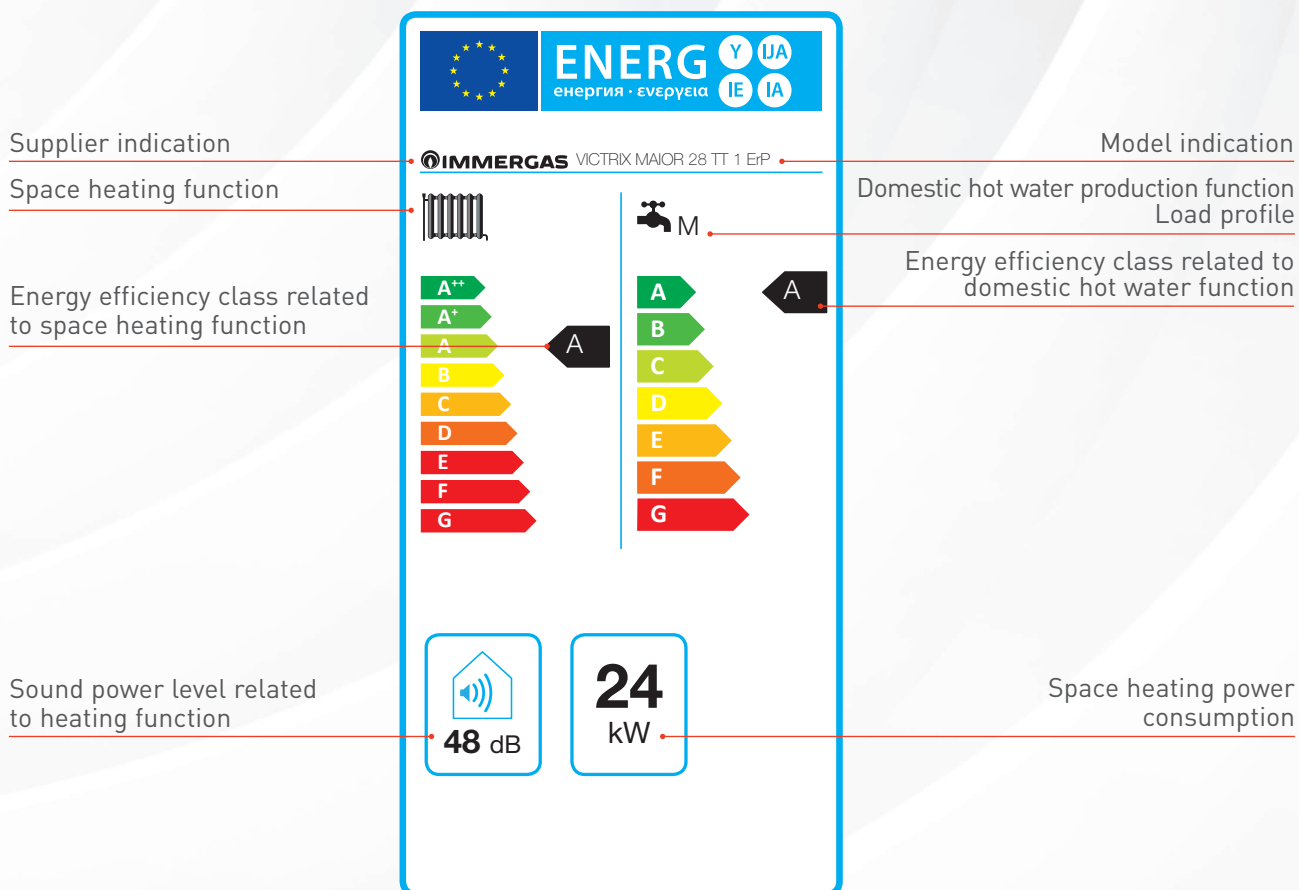 ENERG Y IJA
енергия · ενεργεια IE IA
Supplier indication
IMMERGAS VICTRIX MAIOR 28 TT 1 ErP
Model indication
Space heating function
Domestic hot water production function
Load profile
M
Energy efficiency class related
to space heating function
Energy efficiency class related to
domestic hot water function
A++
A+
A
B
C
D
E
F
G
A
A
B
C
D
E
F
G
A
Sound power level related
to heating function
48 dB
24
kW
Space heating power
consumption